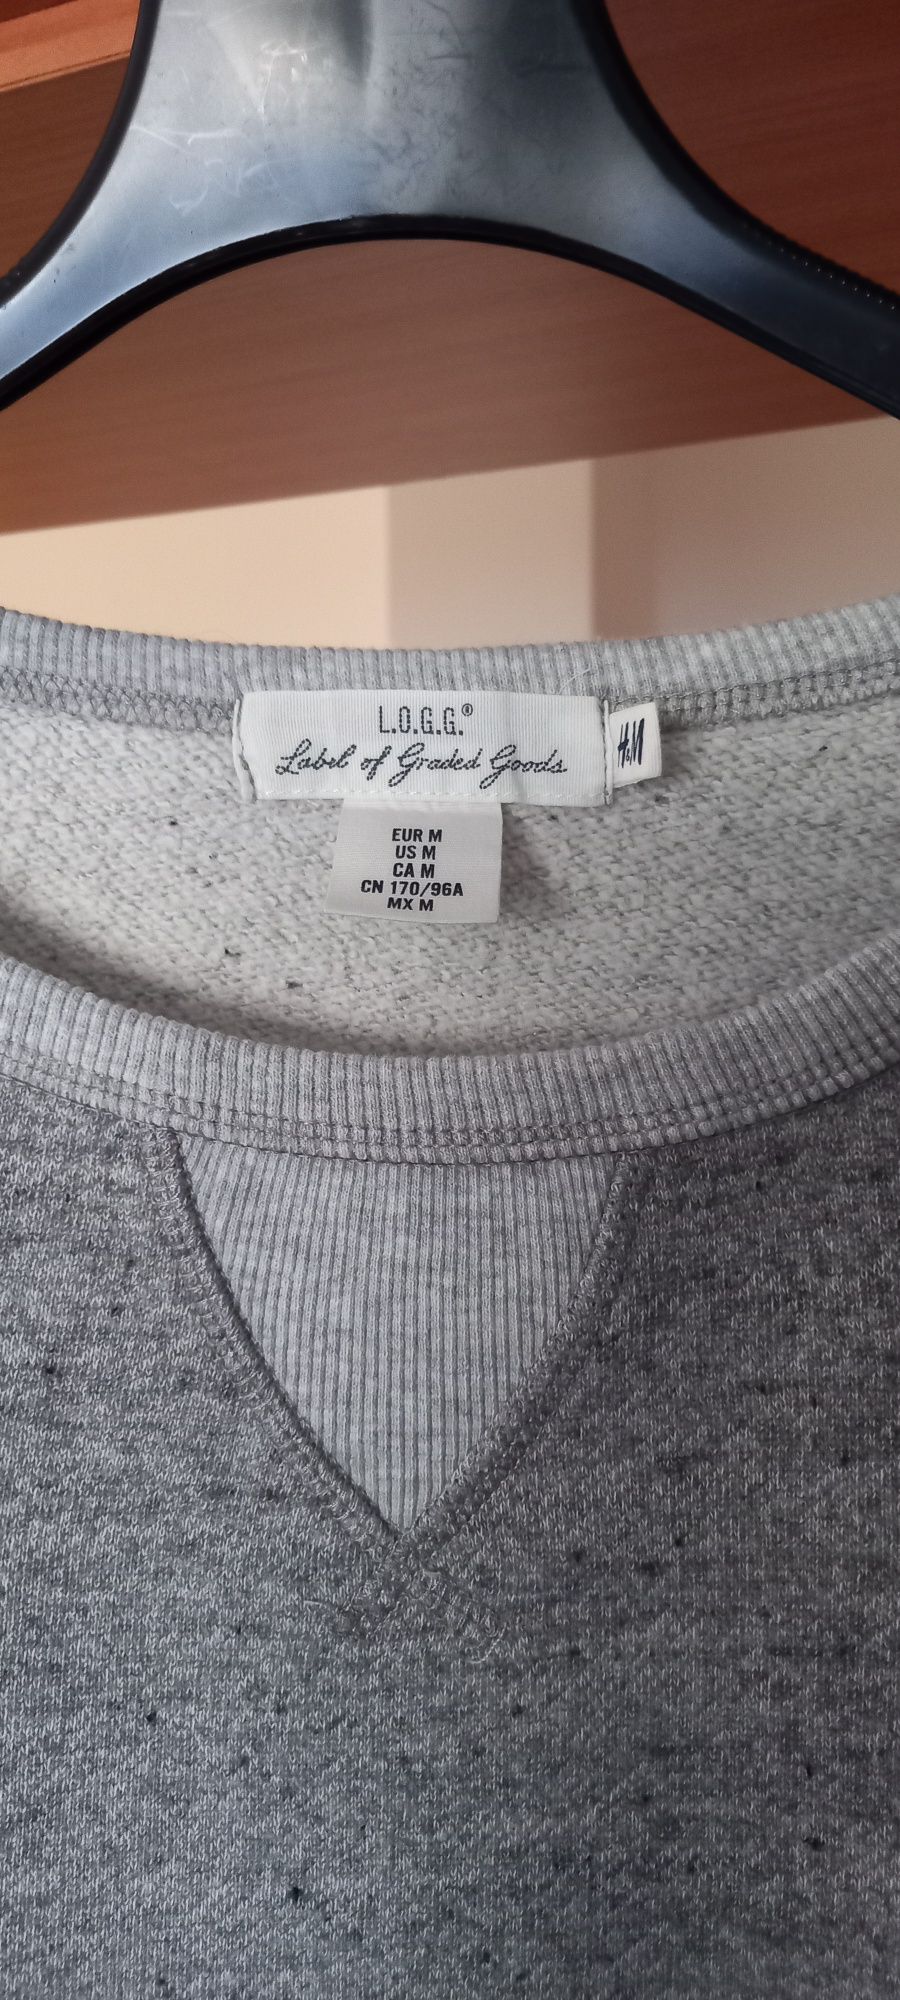 L.O.G.G.®
Label of Graded Goods
H&M
EUR M
US M
CA M
CN 170/96A
MX M